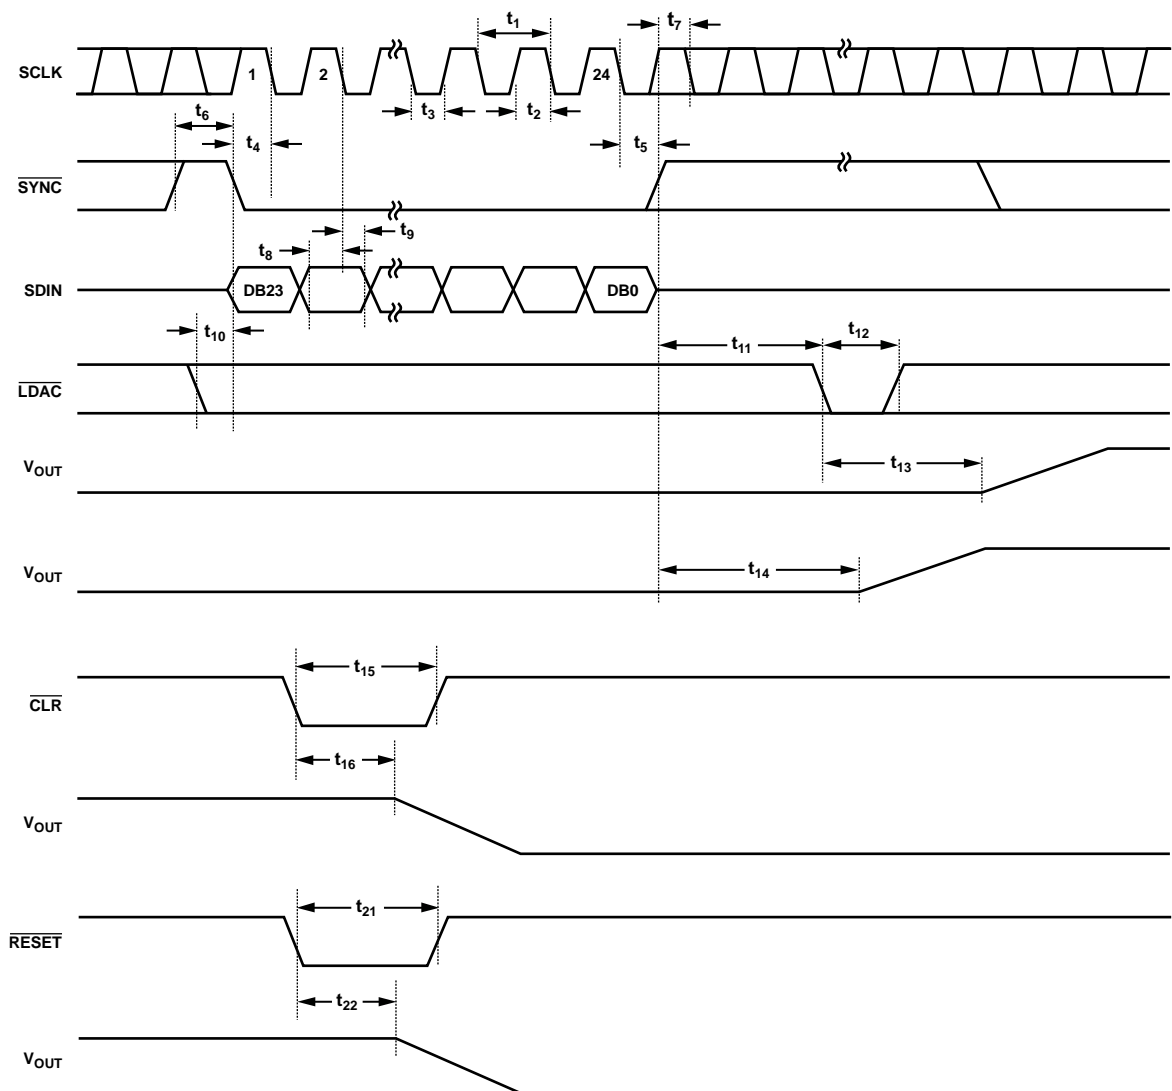 t1
t7
SCLK
1
2
24
t3
t2
t6
t4
t5
SYNC
t9
t8
SDIN
DB23
DB0
t10
t11
t12
LDAC
VOUT
t13
VOUT
t14
t15
CLR
t16
VOUT
t21
RESET
t22
VOUT